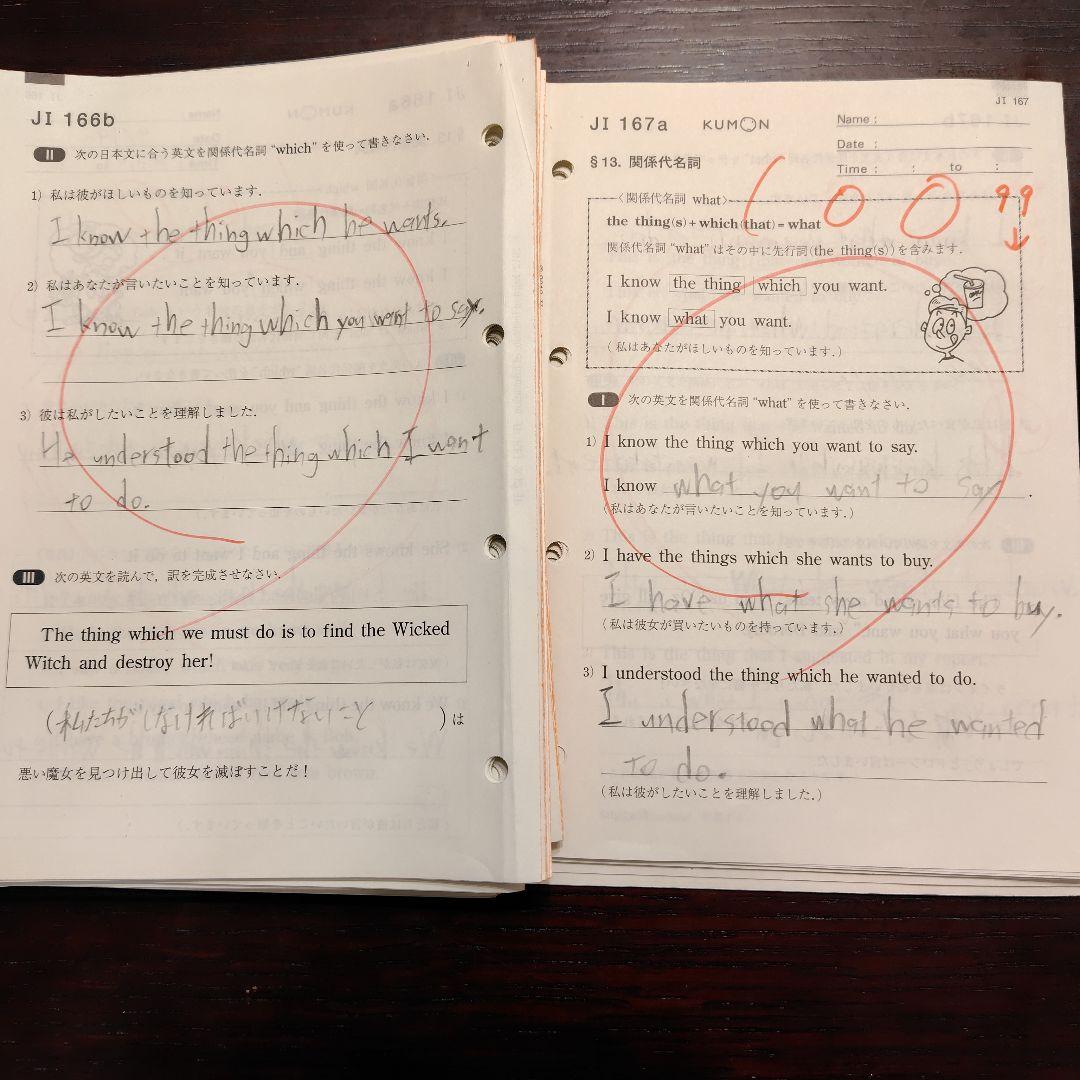 JI 166b
II 次の日本文に合う英文を関係代名詞 “which” を使って書きなさい.
1) 私は彼がほしいものを知っています.
I know the thing which he wants.
2) 私はあなたが言いたいことを知っています.
I know the thing which you want to say.
3) 彼は私がしたいことを理解しました.
He understood the thing which I want
to do.
III 次の英文を読んで, 訳を完成させなさい.
The thing which we must do is to find the Wicked
Witch and destroy her!
(私たちがしなければいけないこと)は
悪い魔女を見つけ出して彼女を滅ぼすことだ!
JI 167
JI 167a KUMON
Name :
Date :
Time : : to :
§13. 関係代名詞
100 99
〈関係代名詞 what〉
the thing(s)+which(that)=what
関係代名詞 “what” はその中に先行詞(the thing(s))を含みます.
I know the thing which you want.
I know what you want.
(私はあなたがほしいものを知っています.)
I 次の英文を関係代名詞 “what” を使って書きなさい.
1) I know the thing which you want to say.
I know what you want to say.
(私はあなたが言いたいことを知っています.)
2) I have the things which she wants to buy.
I have what she wants to buy.
(私は彼女が買いたいものを持っています.)
3) I understood the thing which he wanted to do.
I understood what he wanted
to do.
(私は彼がしたいことを理解しました.)